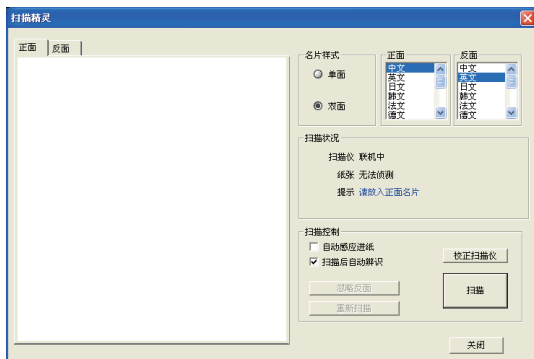 扫描精灵
正面 反面
名片样式
单面
双面
正面
中文
英文
日文
韩文
法文
德文
反面
中文
英文
日文
韩文
法文
德文
扫描状况
扫描仪 联机中
纸张 无法侦测
提示 请放入正面名片
扫描控制
自动感应进纸
扫描后自动辨识
校正扫描仪
忽略反面
重新扫描
扫描
关闭